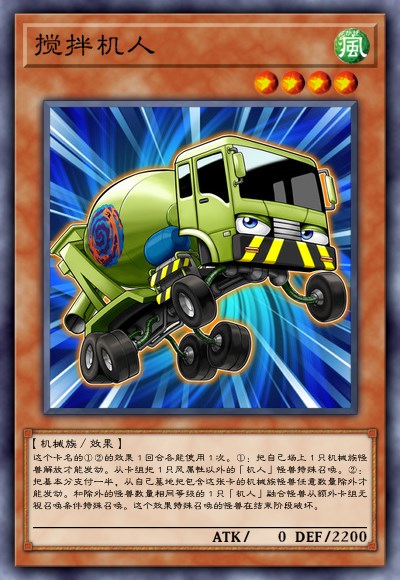 搅拌机人
風
【机械族／效果】
这个卡名的①②的效果1回合各能使用1次。①：把自己场上1只机械族怪
兽解放才能发动。从卡组把1只风属性以外的「机人」怪兽特殊召唤。②：
把基本分支付一半，从自己墓地把包含这张卡的机械族怪兽任意数量除外才
能发动。和除外的怪兽数量相同等级的1只「机人」融合怪兽从额外卡组无
视召唤条件特殊召唤。这个效果特殊召唤的怪兽在结束阶段破坏。
ATK/ 0 DEF/2200